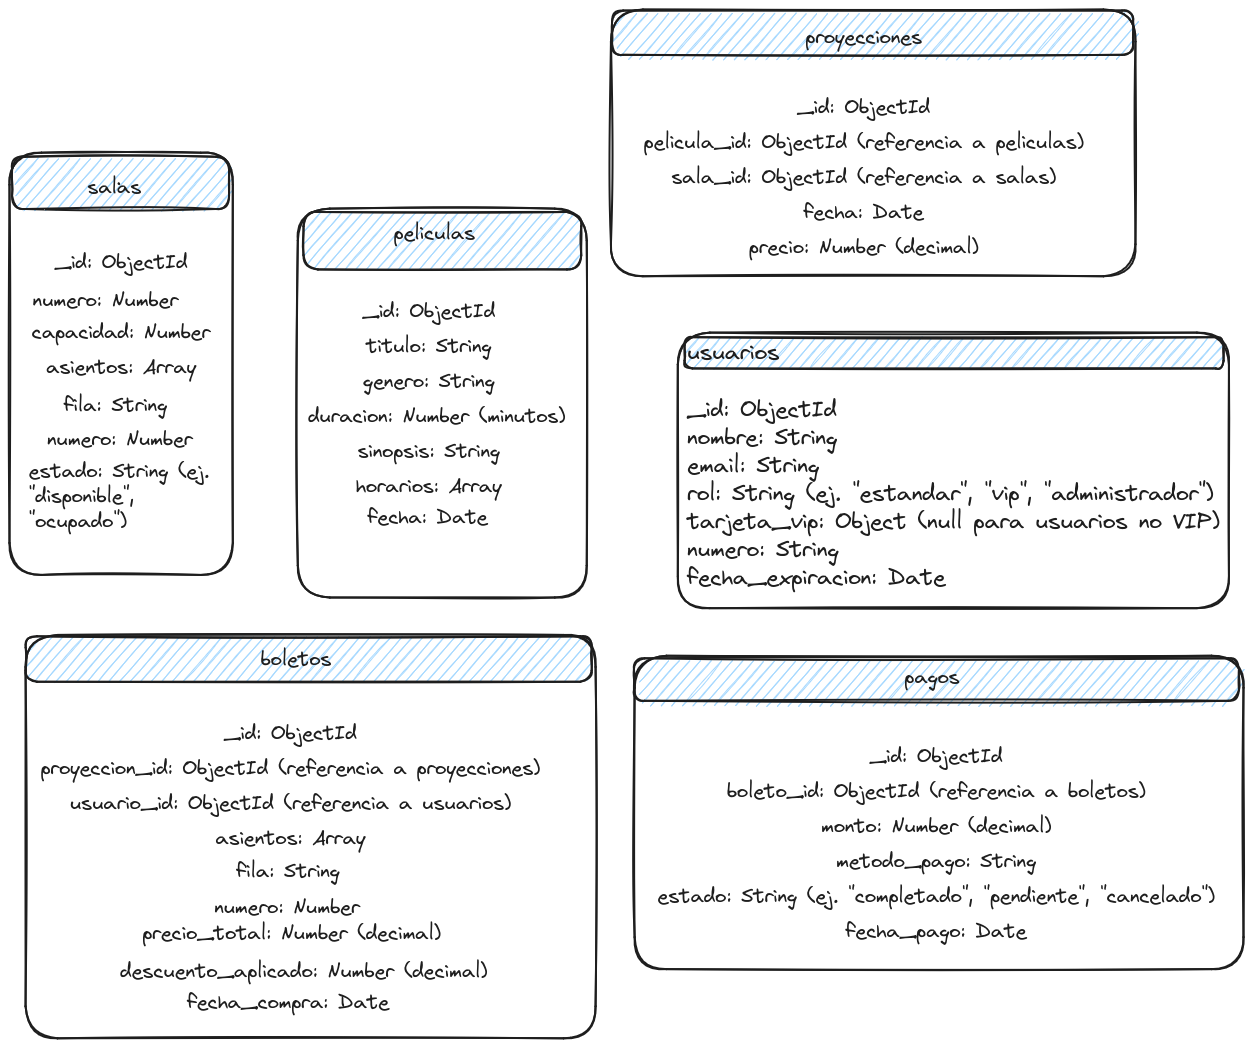 proyecciones
_id: ObjectId
pelicula_id: ObjectId (referencia a peliculas)
sala_id: ObjectId (referencia a salas)
fecha: Date
precio: Number (decimal)
salas
_id: ObjectId
numero: Number
capacidad: Number
asientos: Array
fila: String
numero: Number
estado: String (ej.
"disponible",
"ocupado")
peliculas
_id: ObjectId
titulo: String
genero: String
duracion: Number (minutos)
sinopsis: String
horarios: Array
fecha: Date
usuarios
_id: ObjectId
nombre: String
email: String
rol: String (ej. "estandar", "vip", "administrador")
tarjeta_vip: Object (null para usuarios no VIP)
numero: String
fecha_expiracion: Date
boletos
_id: ObjectId
proyeccion_id: ObjectId (referencia a proyecciones)
usuario_id: ObjectId (referencia a usuarios)
asientos: Array
fila: String
numero: Number
precio_total: Number (decimal)
descuento_aplicado: Number (decimal)
fecha_compra: Date
pagos
_id: ObjectId
boleto_id: ObjectId (referencia a boletos)
monto: Number (decimal)
metodo_pago: String
estado: String (ej. "completado", "pendiente", "cancelado")
fecha_pago: Date